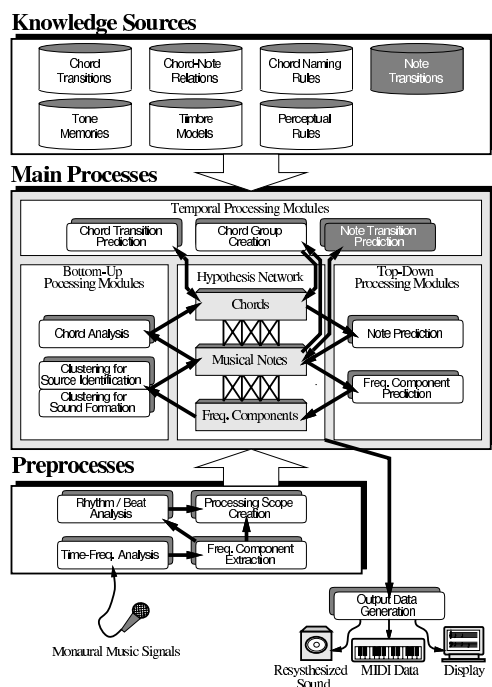 Knowledge Sources
Chord
Transitions
Chord-Note
Relations
Chord Naming
Rules
Note
Transitions
Tone
Memories
Timbre
Models
Perceptual
Rules
Main Processes
Temporal Processing Modules
Chord Transition
Prediction
Chord Group
Creation
Note Transition
Prediction
Bottom-Up
Pocessing Modules
Hypothesis Network
Top-Down
Processing Modules
Chords
Chord Analysis
Note Prediction
Musical Notes
Clustering for
Source Identification
Clustering for
Sound Formation
Freq. Component
Prediction
Freq. Components
Preprocesses
Rhythm / Beat
Analysis
Processing Scope
Creation
Time-Freq. Analysis
Freq. Component
Extraction
Output Data
Generation
Monaural Music Signals
Resysthesized
Sound
MIDI Data
Display